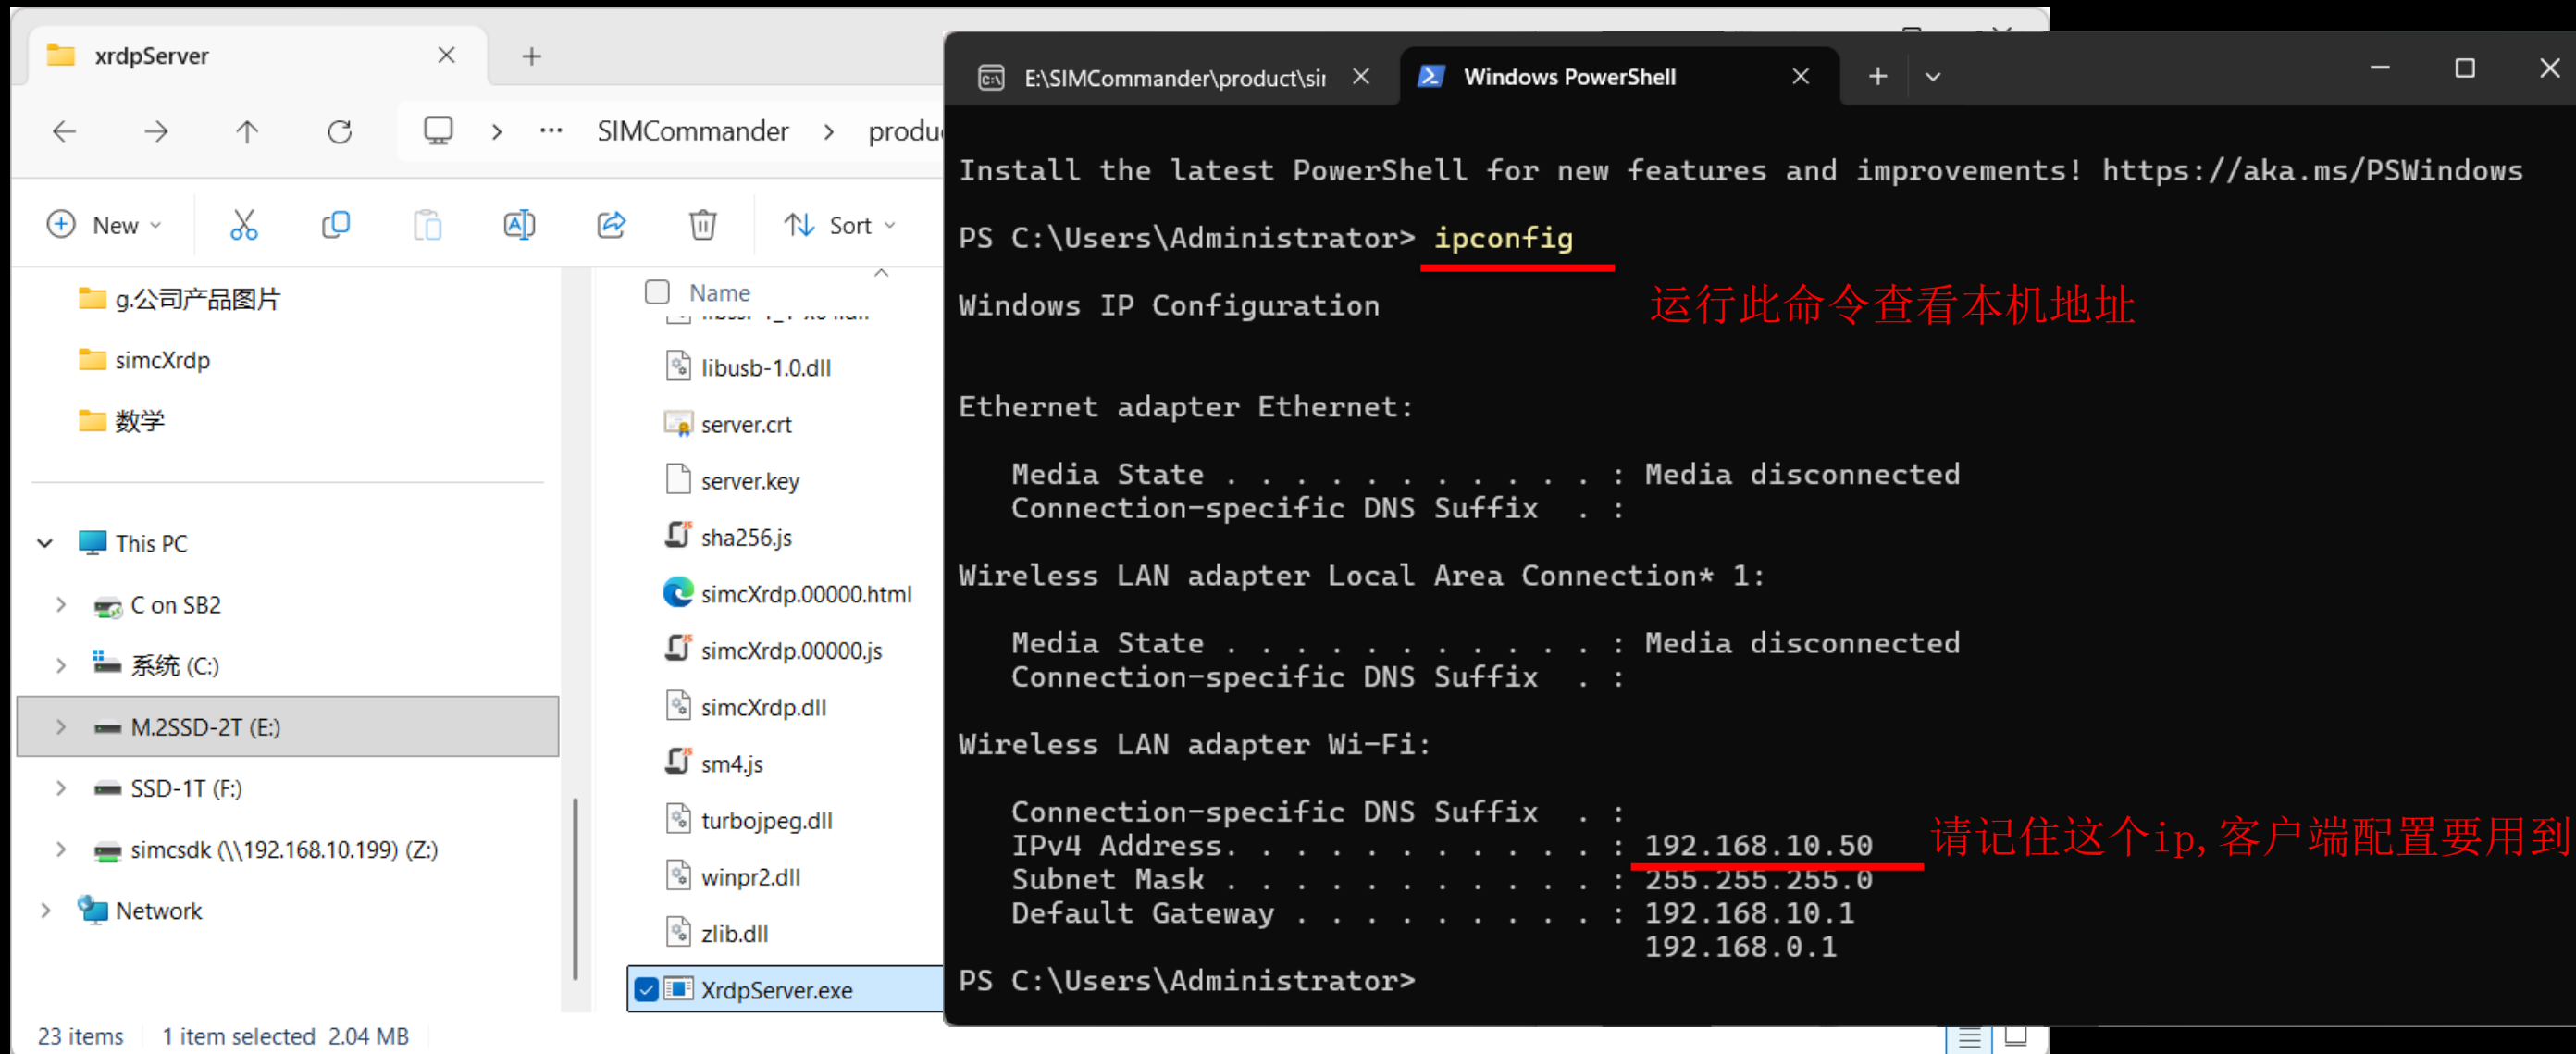 xrdpServer
SIMCommander
New
Sort
g.公司产品图片
simcXrdp
数学
This PC
C on SB2
系统 (C:)
M.2SSD-2T (E:)
SSD-1T (F:)
simcsdk (\\192.168.10.199) (Z:)
Network
Name
libusb-1.0.dll
server.crt
server.key
sha256.js
simcXrdp.00000.html
simcXrdp.00000.js
simcXrdp.dll
sm4.js
turbojpeg.dll
winpr2.dll
zlib.dll
XrdpServer.exe
23 items
1 item selected 2.04 MB
E:\SIMCommander\product\sir
Windows PowerShell
Install the latest PowerShell for new features and improvements! https://aka.ms/PSWindows
PS C:\Users\Administrator> ipconfig
运行此命令查看本机地址
Windows IP Configuration
Ethernet adapter Ethernet:
Media State . . . . . . . . . . . : Media disconnected
Connection-specific DNS Suffix . :
Wireless LAN adapter Local Area Connection* 1:
Media State . . . . . . . . . . . : Media disconnected
Connection-specific DNS Suffix . :
Wireless LAN adapter Wi-Fi:
Connection-specific DNS Suffix . :
IPv4 Address. . . . . . . . . . . : 192.168.10.50 请记住这个ip,客户端配置要用到
Subnet Mask . . . . . . . . . . . : 255.255.255.0
Default Gateway . . . . . . . . . : 192.168.10.1
192.168.0.1
PS C:\Users\Administrator>